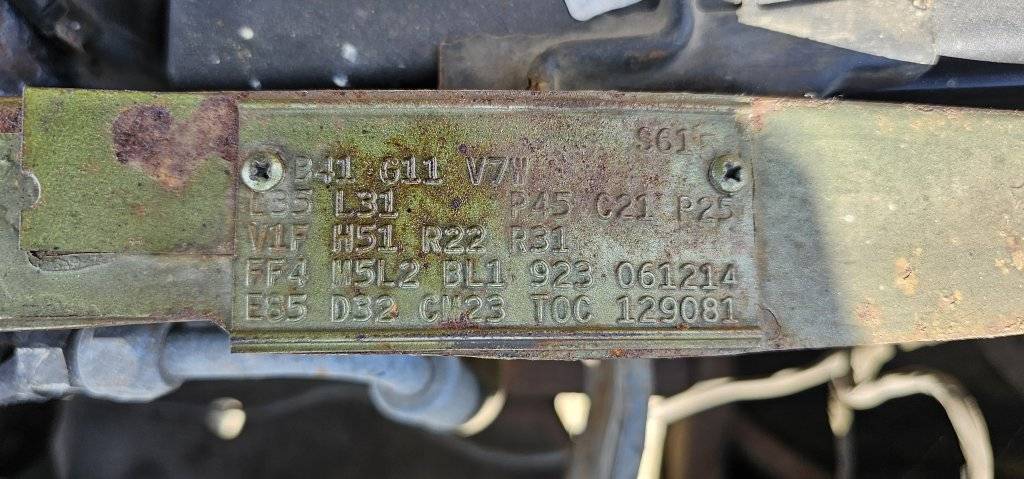 S61
B41 G11 V7W
L35 L31 P45 C21 P25
V1F H51 R22 R31
FF4 M5L2 BL1 923 061214
E85 D32 CM23 T0C 129081